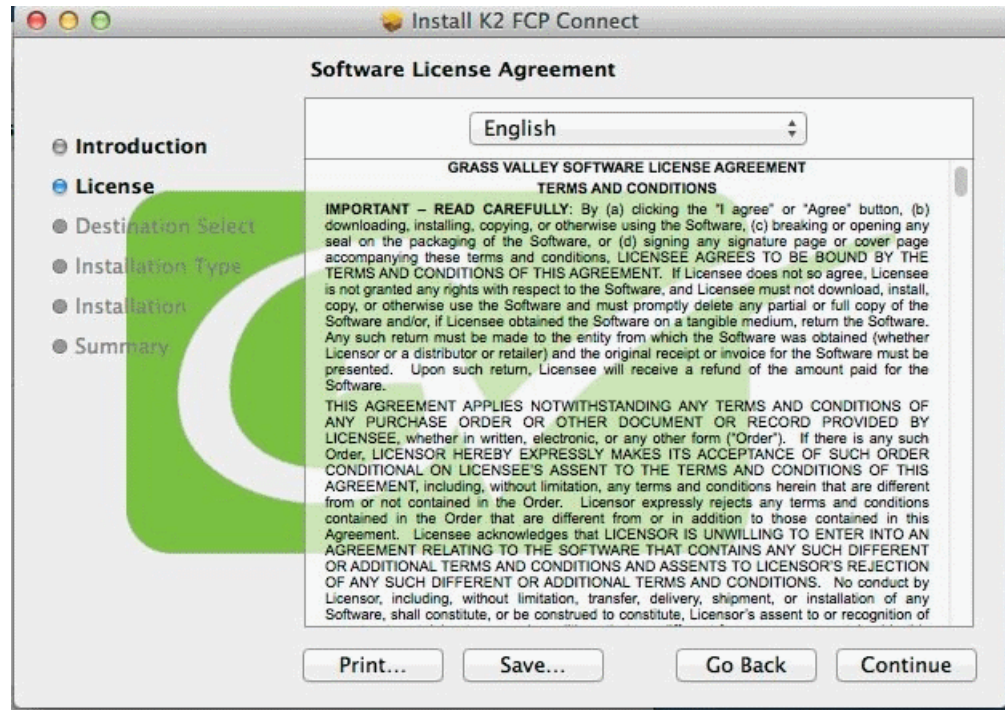 Install K2 FCP Connect
Software License Agreement
Introduction
License
Destination Select
Installation Type
Installation
Summary
English
GRASS VALLEY SOFTWARE LICENSE AGREEMENT
TERMS AND CONDITIONS
IMPORTANT – READ CAREFULLY: By (a) clicking the "I agree" or "Agree" button, (b)
downloading, installing, copying, or otherwise using the Software, (c) breaking or opening any
seal on the packaging of the Software, or (d) signing any signature page or cover page
accompanying these terms and conditions, LICENSEE AGREES TO BE BOUND BY THE
TERMS AND CONDITIONS OF THIS AGREEMENT. If Licensee does not so agree, Licensee
is not granted any rights with respect to the Software, and Licensee must not download, install,
copy, or otherwise use the Software and must promptly delete any partial or full copy of the
Software and/or, if Licensee obtained the Software on a tangible medium, return the Software.
Any such return must be made to the entity from which the Software was obtained (whether
Licensor or a distributor or retailer) and the original receipt or invoice for the Software must be
presented. Upon such return, Licensee will receive a refund of the amount paid for the
Software.
THIS AGREEMENT APPLIES NOTWITHSTANDING ANY TERMS AND CONDITIONS OF
ANY PURCHASE ORDER OR OTHER DOCUMENT OR RECORD PROVIDED BY
LICENSEE, whether in written, electronic, or any other form ("Order"). If there is any such
Order, LICENSOR HEREBY EXPRESSLY MAKES ITS ACCEPTANCE OF SUCH ORDER
CONDITIONAL ON LICENSEE'S ASSENT TO THE TERMS AND CONDITIONS OF THIS
AGREEMENT, including, without limitation, any terms and conditions herein that are different
from or not contained in the Order. Licensor expressly rejects any terms and conditions
contained in the Order that are different from or in addition to those contained in this
Agreement. Licensee acknowledges that LICENSOR IS UNWILLING TO ENTER INTO AN
AGREEMENT RELATING TO THE SOFTWARE THAT CONTAINS ANY SUCH DIFFERENT
OR ADDITIONAL TERMS AND CONDITIONS AND ASSENTS TO LICENSOR'S REJECTION
OF ANY SUCH DIFFERENT OR ADDITIONAL TERMS AND CONDITIONS. No conduct by
Licensor, including, without limitation, transfer, delivery, shipment, or installation of any
Software, shall constitute, or be construed to constitute, Licensor's assent to or recognition of
Print...
Save...
Go Back
Continue